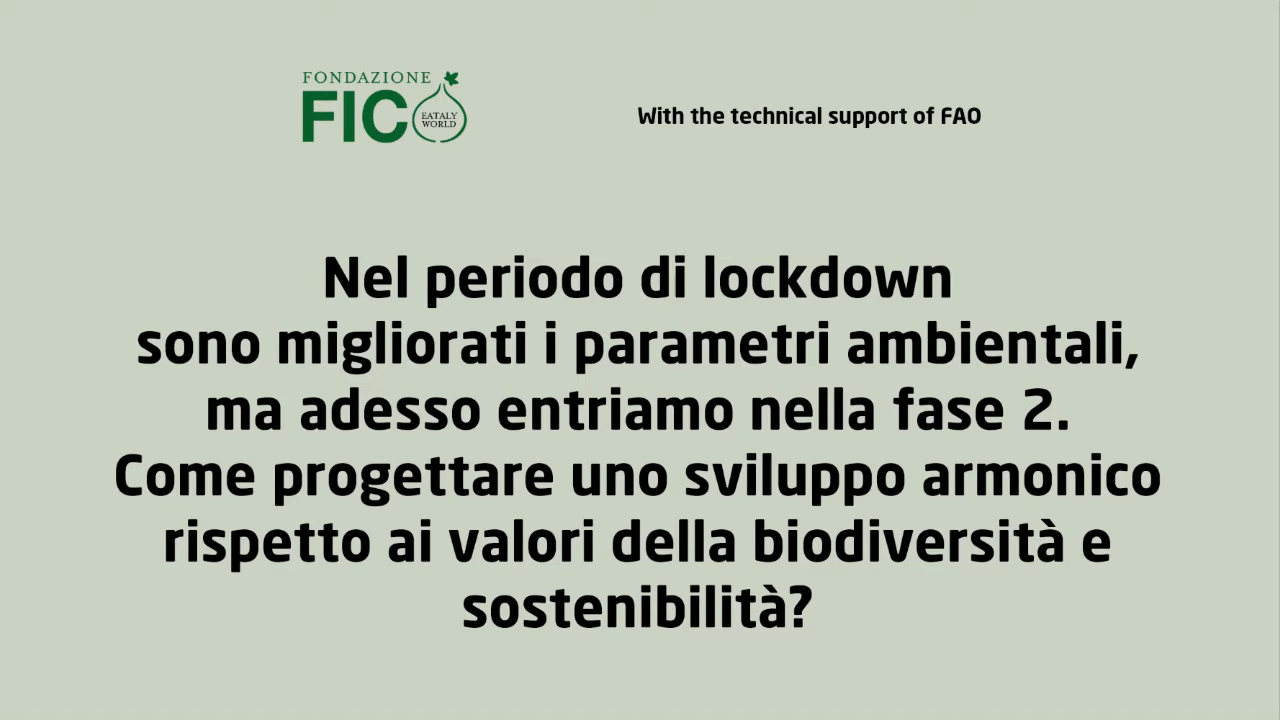 FONDAZIONE
FICO
EATALY
WORLD
With the technical support of FAO
Nel periodo di lockdown
sono migliorati i parametri ambientali,
ma adesso entriamo nella fase 2.
Come progettare uno sviluppo armonico
rispetto ai valori della biodiversità e
sostenibilità?